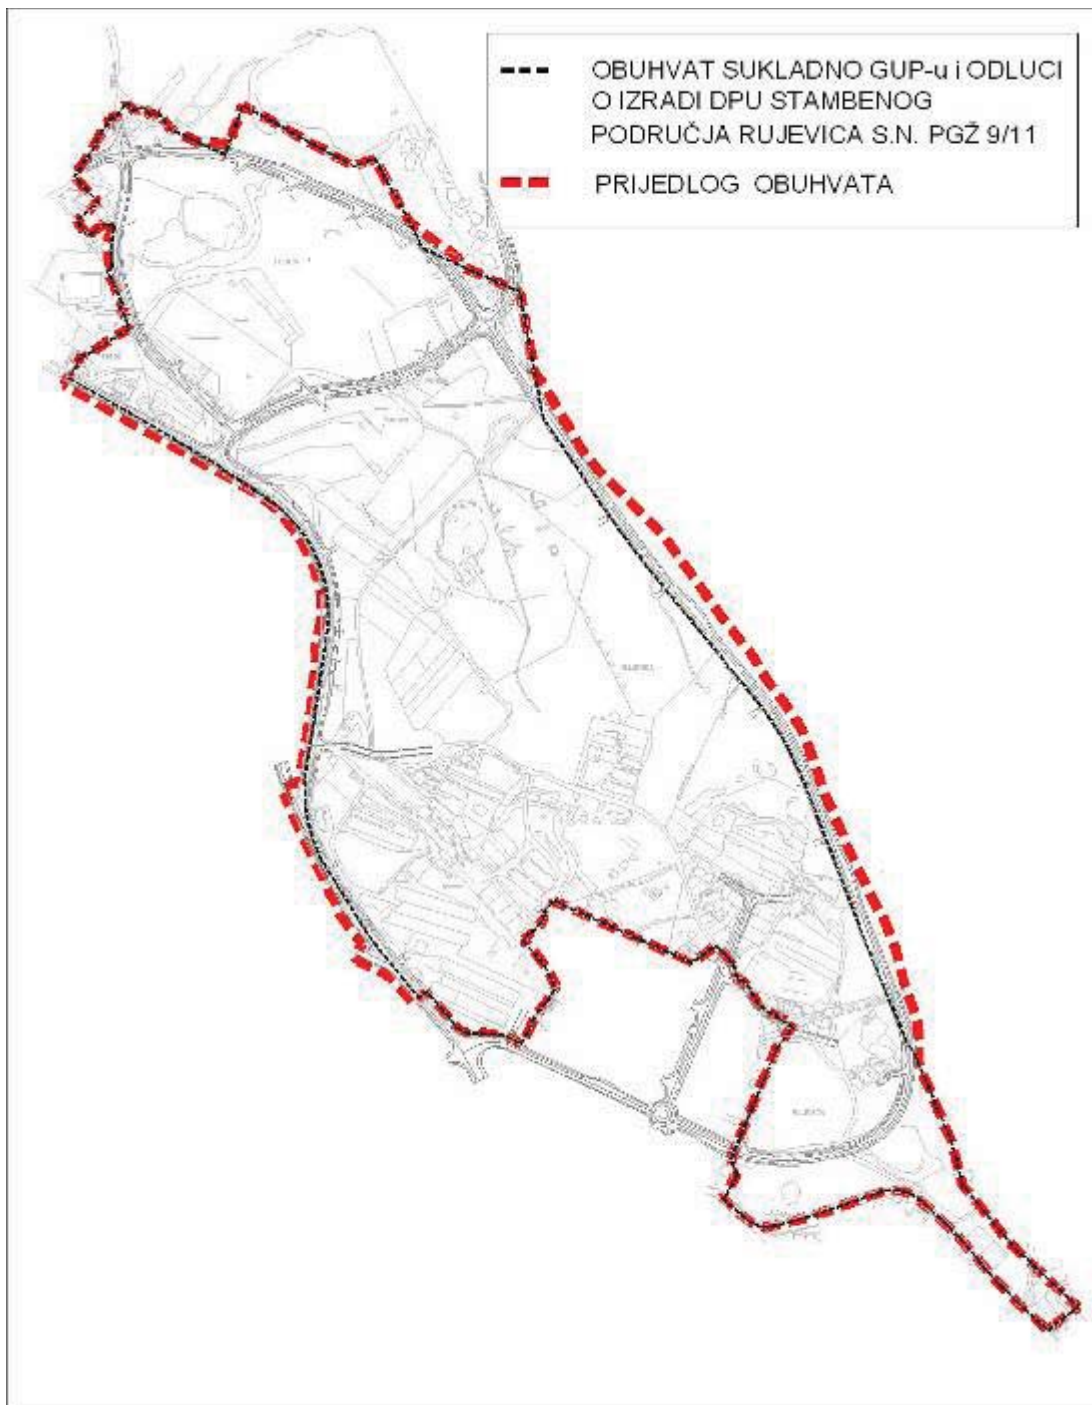 OBUHVAT SUKLADNO GUP-u i ODLUCI
O IZRADI DPU STAMBENOG
PODRUČJA RUJEVICA S.N. PGŽ 9/11
PRIJEDLOG OBUHVATA